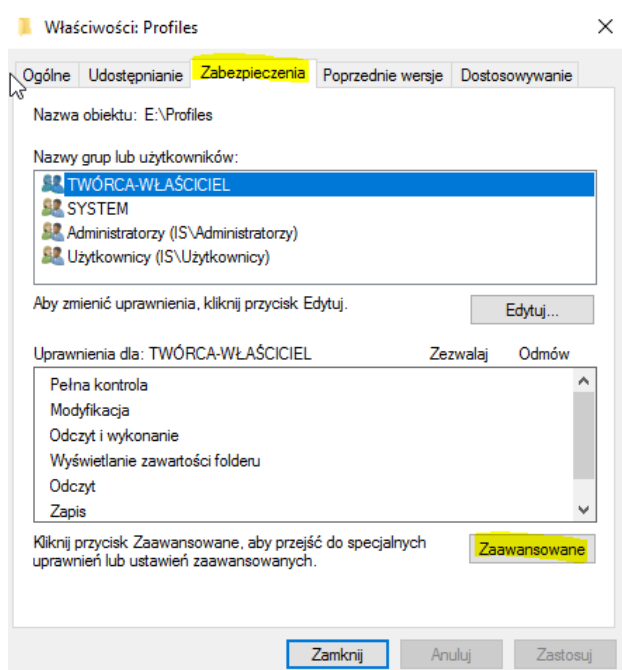 Właściwości: Profiles
Ogólne Udostępnianie Zabezpieczenia Poprzednie wersje Dostosowywanie
Nazwa obiektu: E:\Profiles
Nazwy grup lub użytkowników:
TWÓRCA-WŁAŚCICIEL
SYSTEM
Administratorzy (IS\Administratorzy)
Użytkownicy (IS\Użytkownicy)
Aby zmienić uprawnienia, kliknij przycisk Edytuj.
Edytuj...
Uprawnienia dla: TWÓRCA-WŁAŚCICIEL Zezwalaj Odmów
Pełna kontrola
Modyfikacja
Odczyt i wykonanie
Wyświetlanie zawartości folderu
Odczyt
Zapis
Kliknij przycisk Zaawansowane, aby przejść do specjalnych
uprawnień lub ustawień zaawansowanych.
Zaawansowane
Zamknij Anuluj Zastosuj